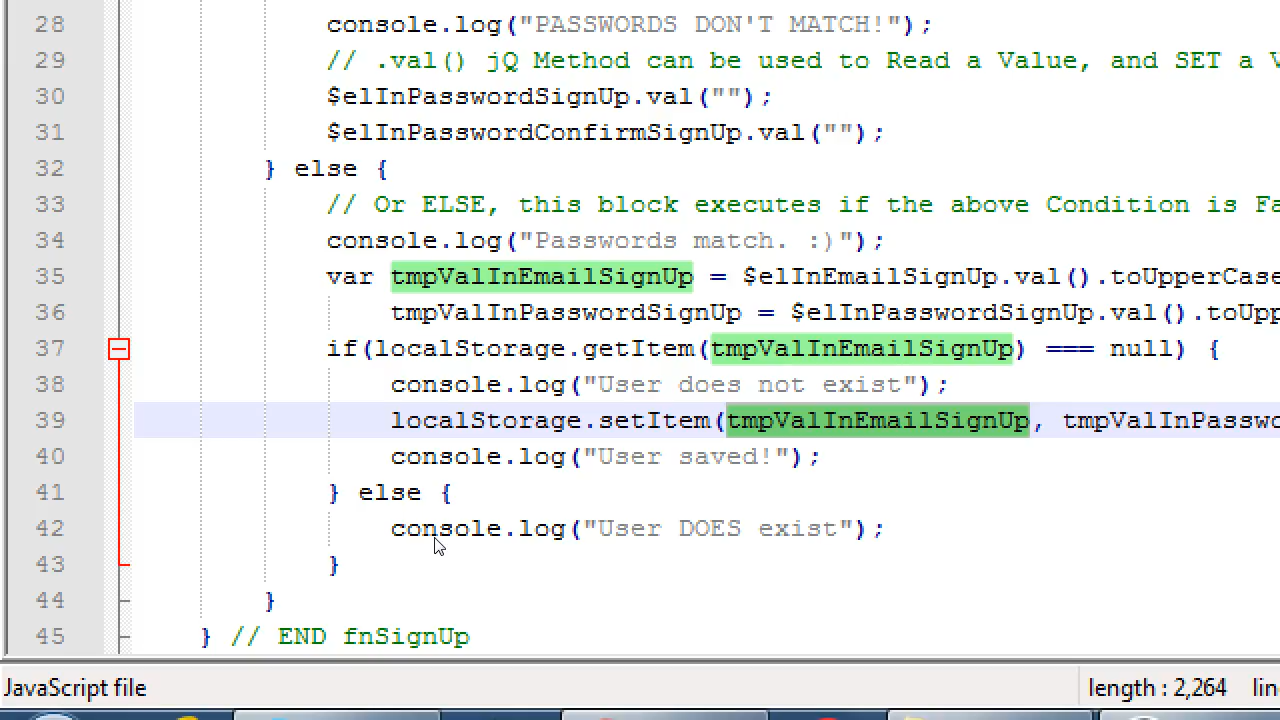 28 console.log("PASSWORDS DON'T MATCH!");
29 // .val() jQ Method can be used to Read a Value, and SET a
30 $elInPasswordSignUp.val("");
31 $elInPasswordConfirmSignUp.val("");
32 } else {
33 // Or ELSE, this block executes if the above Condition is Fa
34 console.log("Passwords match. :)");
35 var tmpValInEmailSignUp = $elInEmailSignUp.val().toUpperCase
36 tmpValInPasswordSignUp = $elInPasswordSignUp.val().toUpp
37 if(localStorage.getItem(tmpValInEmailSignUp) === null) {
38 console.log("User does not exist");
39 localStorage.setItem(tmpValInEmailSignUp, tmpValInPasswo
40 console.log("User saved!");
41 } else {
42 console.log("User DOES exist");
43 }
44 }
45 } // END fnSignUp
JavaScript file length : 2,264 lin